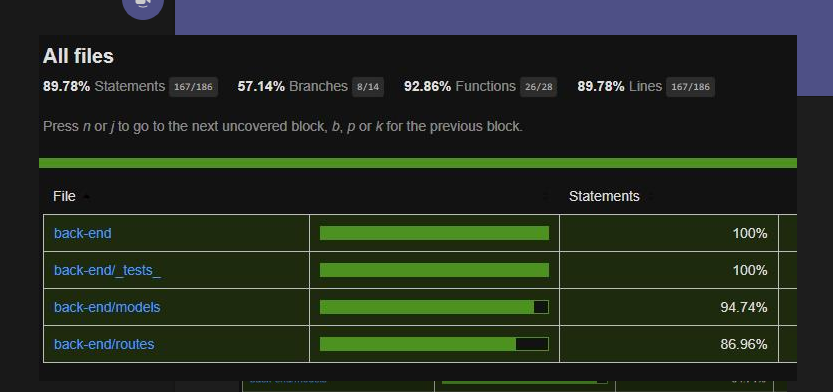 All files
89.78% Statements 167/186 57.14% Branches 8/14 92.86% Functions 26/28 89.78% Lines 167/186
Press n or j to go to the next uncovered block, b, p or k for the previous block.
File Statements
back-end 100%
back-end/_tests_ 100%
back-end/models 94.74%
back-end/routes 86.96%